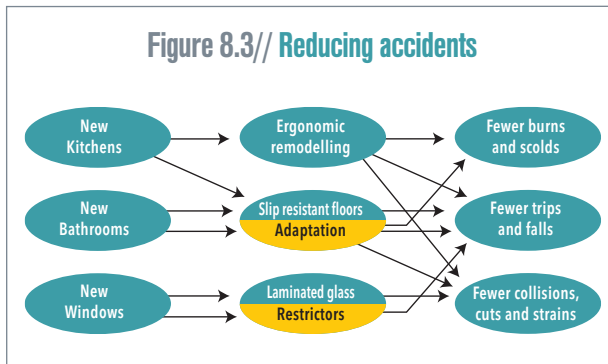 Figure 8.3// Reducing accidents
New
Kitchens
Ergonomic
remodelling
Fewer burns
and scolds
New
Bathrooms
Slip resistant floors
Adaptation
Fewer trips
and falls
New
Windows
Laminated glass
Restrictors
Fewer collisions,
cuts and strains